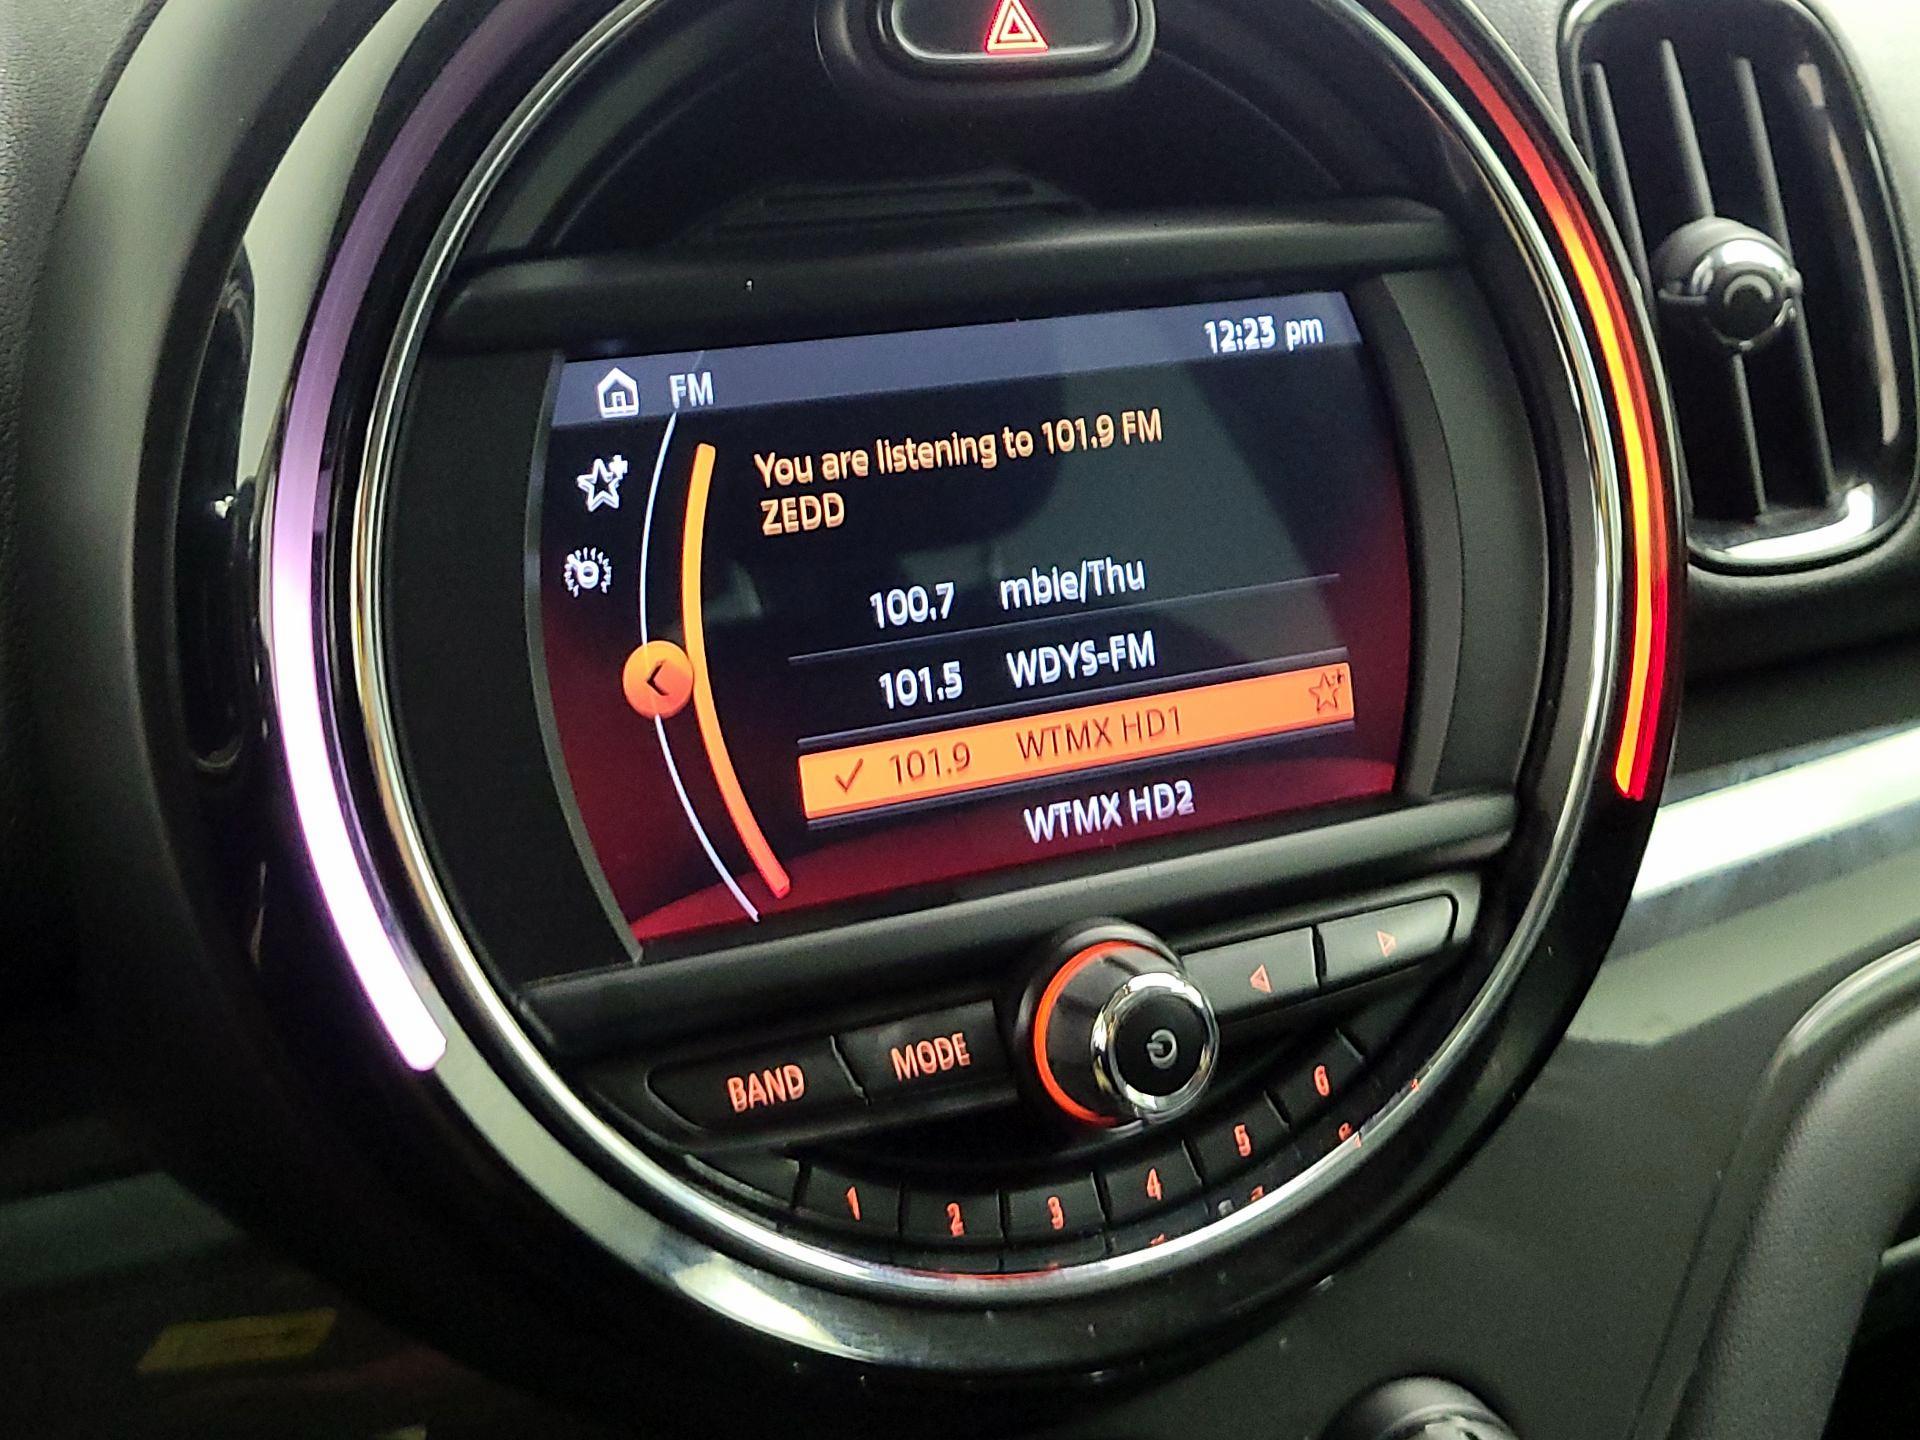 12:23 pm
FM
You are listening to 101.9 FM
ZEDD
100.7 mbie/Thu
101.5 WDYS-FM
101.9 WTMX HD1
WTMX HD2
BAND MODE
1 2 3 4 5 6